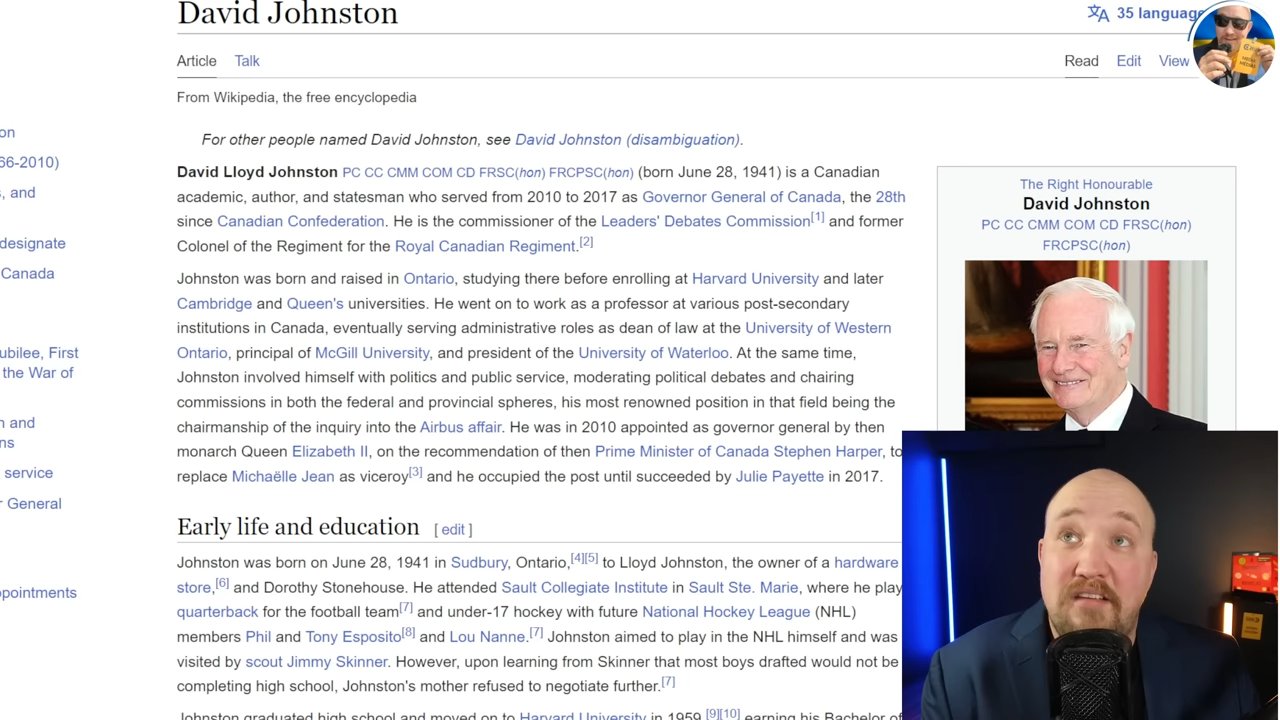 David Johnston
35 language
Article Talk
Read Edit View
From Wikipedia, the free encyclopedia
on
For other people named David Johnston, see David Johnston (disambiguation).
66-2010)
David Lloyd Johnston PC CC CMM COM CD FRSC(hon) FRCPSC(hon) (born June 28, 1941) is a Canadian
s, and
academic, author, and statesman who served from 2010 to 2017 as Governor General of Canada, the 28th
since Canadian Confederation. He is the commissioner of the Leaders' Debates Commission[1] and former
designate
Colonel of the Regiment for the Royal Canadian Regiment.[2]
Canada
The Right Honourable
David Johnston
PC CC CMM COM CD FRSC(hon)
FRCPSC(hon)
Johnston was born and raised in Ontario, studying there before enrolling at Harvard University and later
Cambridge and Queen's universities. He went on to work as a professor at various post-secondary
institutions in Canada, eventually serving administrative roles as dean of law at the University of Western
ubilee, First
Ontario, principal of McGill University, and president of the University of Waterloo. At the same time,
the War of
Johnston involved himself with politics and public service, moderating political debates and chairing
commissions in both the federal and provincial spheres, his most renowned position in that field being the
n and
chairmanship of the inquiry into the Airbus affair. He was in 2010 appointed as governor general by then
ns
monarch Queen Elizabeth II, on the recommendation of then Prime Minister of Canada Stephen Harper, to
service
replace Michaëlle Jean as viceroy[3] and he occupied the post until succeeded by Julie Payette in 2017.
r General
Early life and education [ edit ]
Johnston was born on June 28, 1941 in Sudbury, Ontario,[4][5] to Lloyd Johnston, the owner of a hardware
ppointments
store,[6] and Dorothy Stonehouse. He attended Sault Collegiate Institute in Sault Ste. Marie, where he play
quarterback for the football team[7] and under-17 hockey with future National Hockey League (NHL)
members Phil and Tony Esposito[8] and Lou Nanne.[7] Johnston aimed to play in the NHL himself and was
visited by scout Jimmy Skinner. However, upon learning from Skinner that most boys drafted would not be
completing high school, Johnston's mother refused to negotiate further.[7]
Johnston graduated high school and moved on to Harvard University in 1959,[9][10] earning his Bachelor of